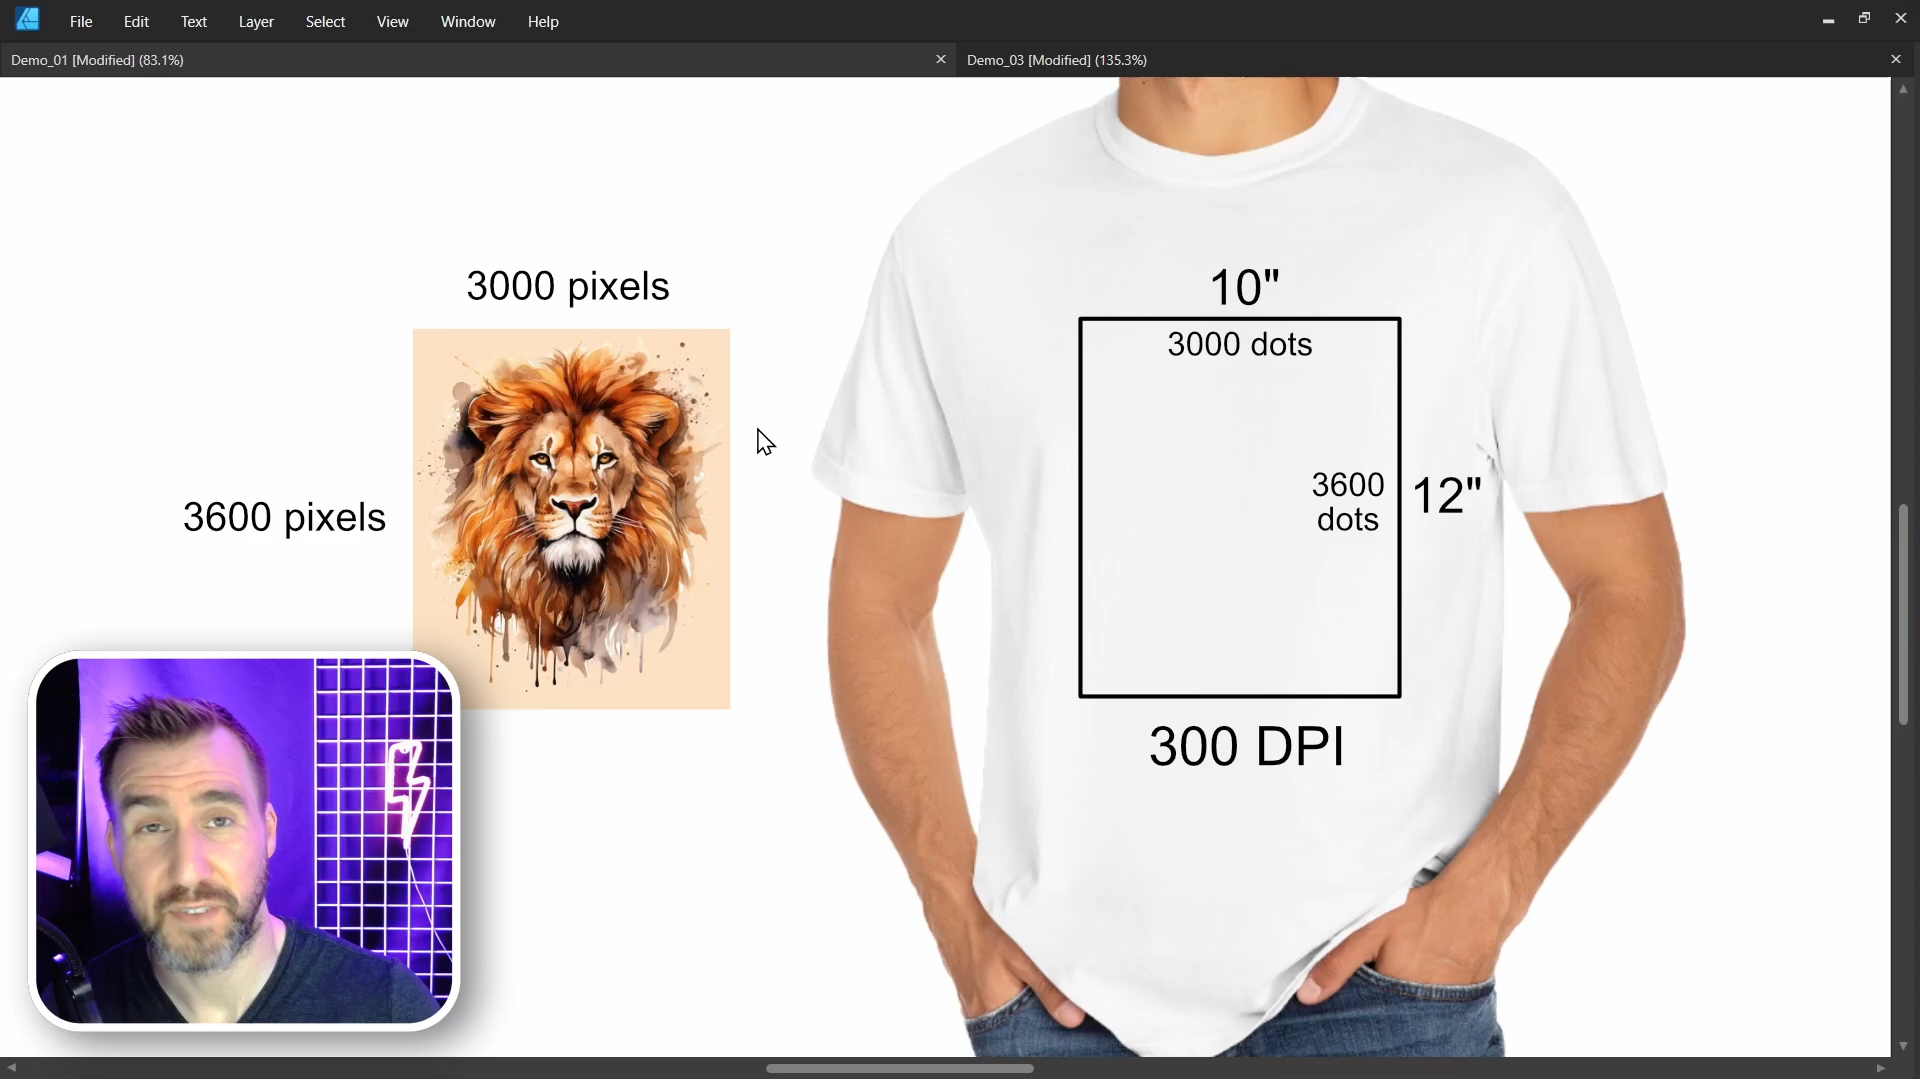 File Edit Text Layer Select View Window Help
Demo_01 [Modified] (83.1%)
Demo_03 [Modified] (135.3%)
3000 pixels
3600 pixels
10"
3000 dots
3600
dots
12"
300 DPI